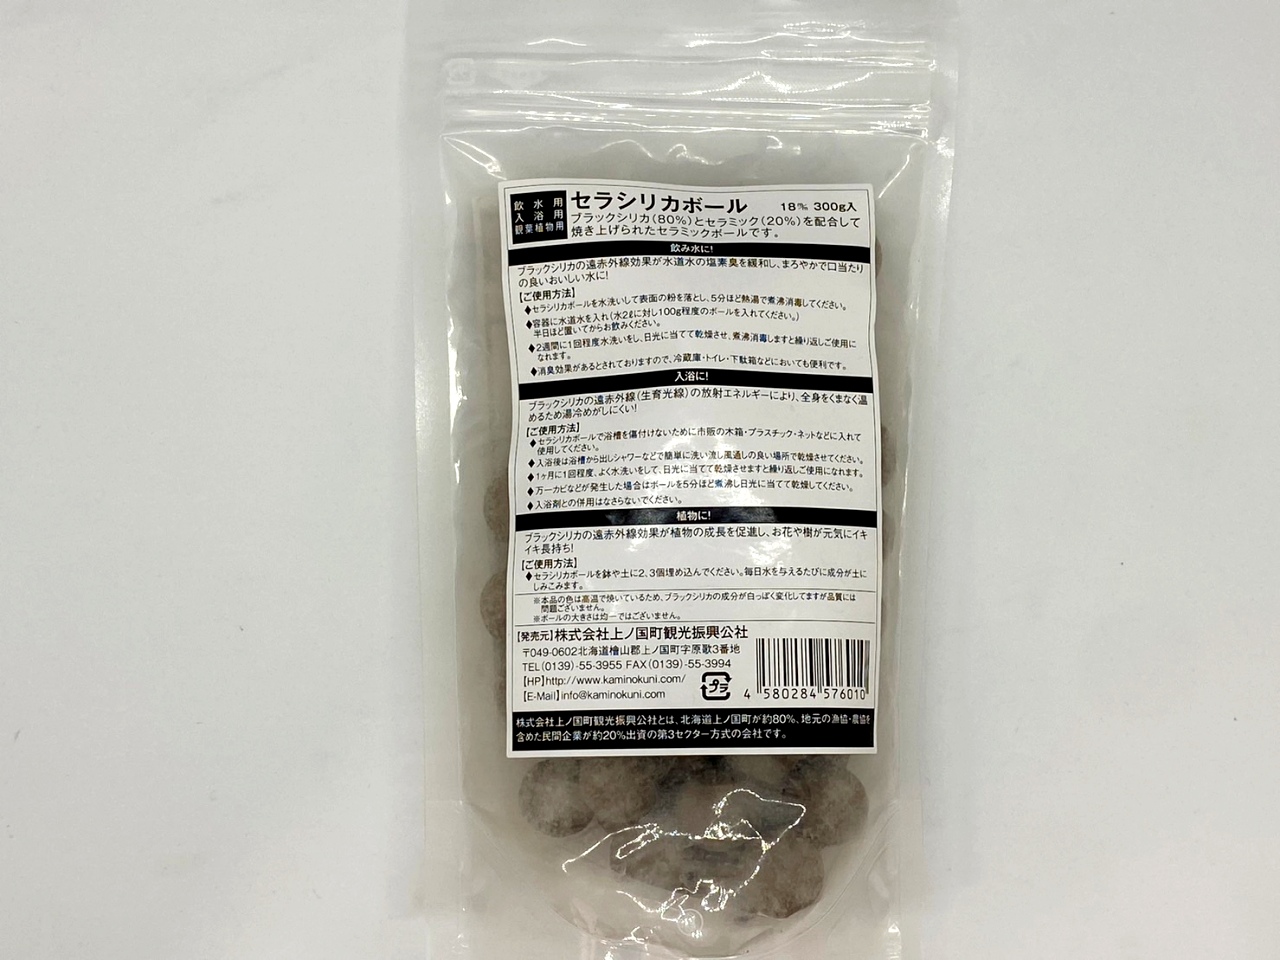 飲水用
入浴用
観葉植物用
セラシリカボール 18㎜ 300g入
ブラックシリカ(80%)とセラミック(20%)を配合して
焼き上げられたセラミックボールです。
飲み水に!
ブラックシリカの遠赤外線効果が水道水の塩素臭を緩和し、まろやかで口当たり
の良いおいしい水に!
【ご使用方法】
♦セラシリカボールを水洗いして表面の粉を落とし、5分ほど熱湯で煮沸消毒してください。
♦容器に水道水を入れ(水2ℓに対し100g程度のボールを入れてください。)
半日ほど置いてからお飲みください。
♦2週間に1回程度水洗いをし、日光に当てて乾燥させ、煮沸消毒しますと繰り返しご使用に
なれます。
♦消臭効果があるとされておりますので、冷蔵庫・トイレ・下駄箱などにおいても便利です。
入浴に!
ブラックシリカの遠赤外線(生育光線)の放射エネルギーにより、全身をくまなく温
めるため湯冷めがしにくい!
【ご使用方法】
♦セラシリカボールで浴槽を傷付けないために市販の木箱・プラスチック・ネットなどに入れて
使用してください。
♦入浴後は浴槽から出しシャワーなどで簡単に洗い流し風通しの良い場所で乾燥させてください。
♦1ヶ月に1回程度、よく水洗いをして、日光に当てて乾燥させますと繰り返しご使用になれます。
♦万一カビなどが発生した場合はボールを5分ほど煮沸し日光に当てて乾燥してください。
♦入浴剤との併用はなさらないでください。
植物に!
ブラックシリカの遠赤外線効果が植物の成長を促進し、お花や樹が元気にイキ
イキ長持ち!
【ご使用方法】
♦セラシリカボールを鉢や土に2、3個埋め込んでください。毎日水を与えるたびに成分が土に
しみこみます。
※本品の色は高温で焼いているため、ブラックシリカの成分が白っぽく変化してますが品質には
問題ございません。
※ボールの大きさは均一ではございません。
【発売元】株式会社上ノ国町観光振興公社
〒049-0602北海道檜山郡上ノ国町字原歌3番地
TEL(0139)-55-3955 FAX(0139)-55-3994
【HP】http://www.kaminokuni.com/
【E-Mail】info@kaminokuni.com
プラ
4 580284 576010
株式会社上ノ国町観光振興公社とは、北海道上ノ国町が約80%、地元の漁協・農協を
含めた民間企業が約20%出資の第3セクター方式の会社です。